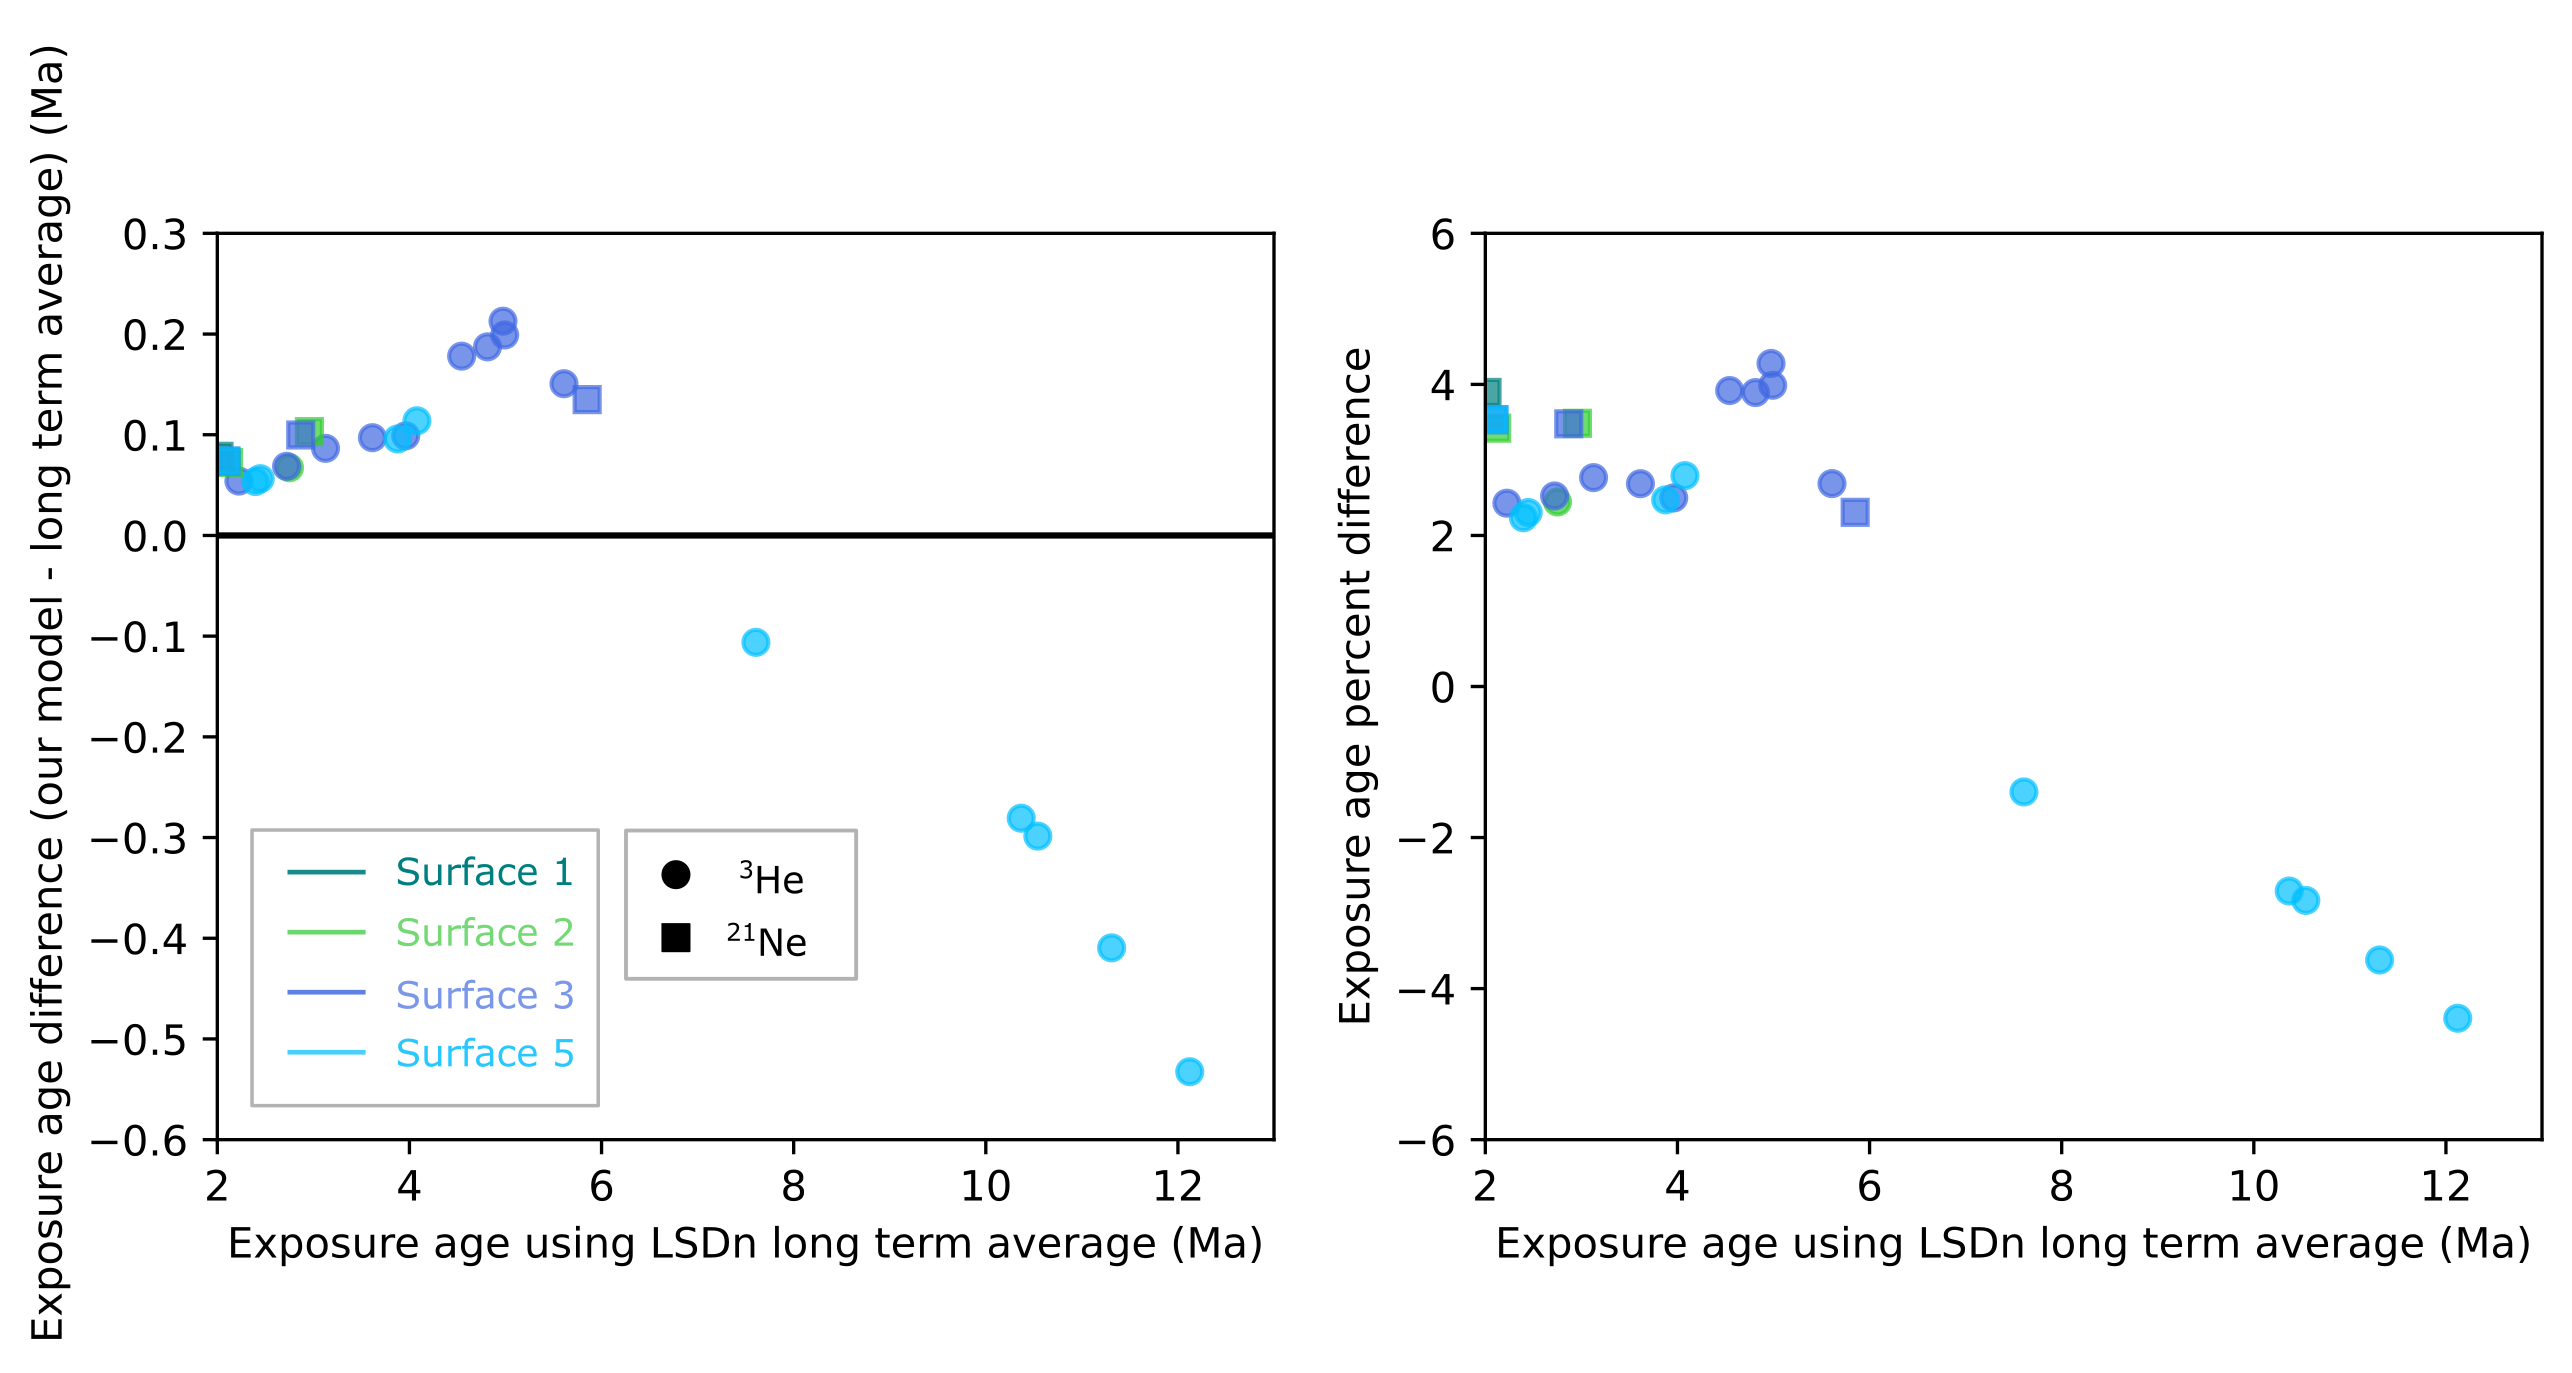 Exposure age difference (our model - long term average) (Ma)
0.3
0.2
0.1
0.0
−0.1
−0.2
−0.3
−0.4
−0.5
−0.6
Surface 1
Surface 2
Surface 3
Surface 5
³He
²¹Ne
2 4 6 8 10 12
Exposure age using LSDn long term average (Ma)
Exposure age percent difference
6
4
2
0
−2
−4
−6
2 4 6 8 10 12
Exposure age using LSDn long term average (Ma)